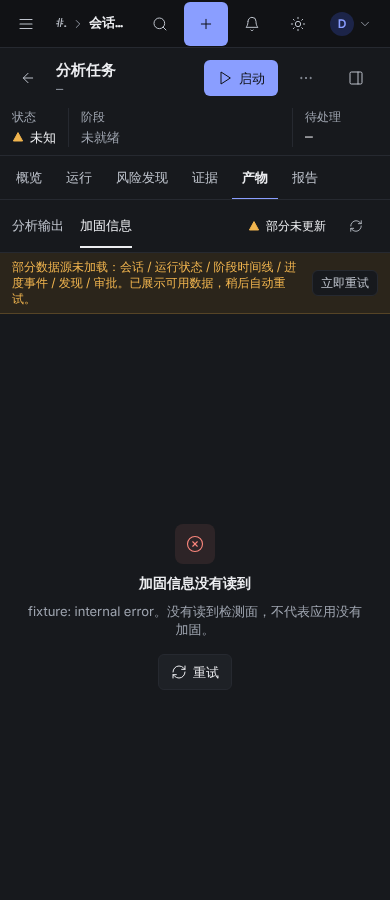 #. 会话…
D
分析任务
–
启动
状态
未知
阶段
未就绪
待处理
–
概览 运行 风险发现 证据 产物 报告
分析输出 加固信息 部分未更新
部分数据源未加载：会话 / 运行状态 / 阶段时间线 / 进
度事件 / 发现 / 审批。已展示可用数据，稍后自动重
试。
立即重试
加固信息没有读到
fixture: internal error。没有读到检测面，不代表应用没有
加固。
重试